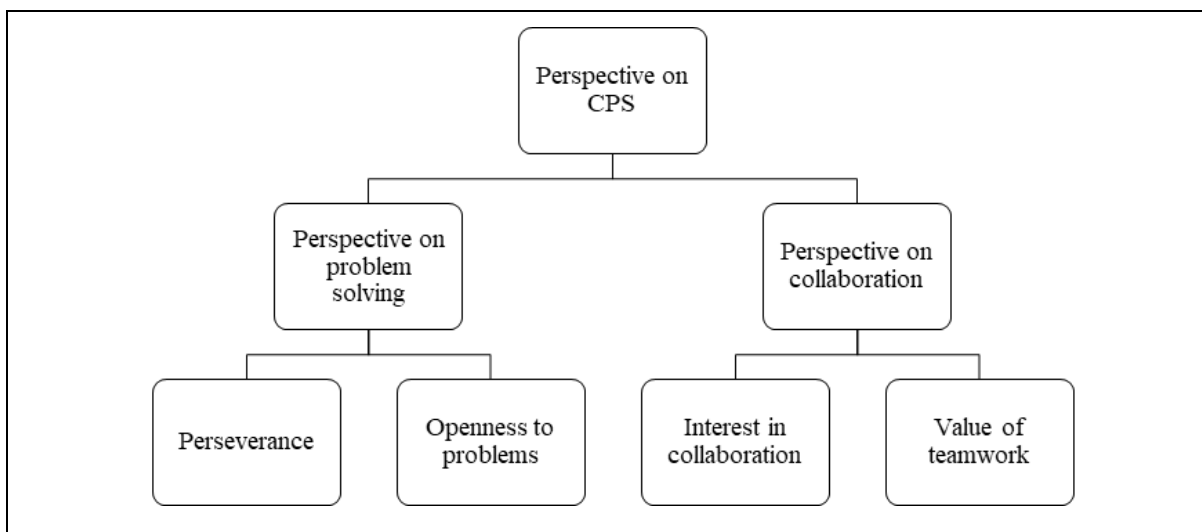 Perspective on
CPS
Perspective on
problem
solving
Perspective on
collaboration
Perseverance
Openness to
problems
Interest in
collaboration
Value of
teamwork